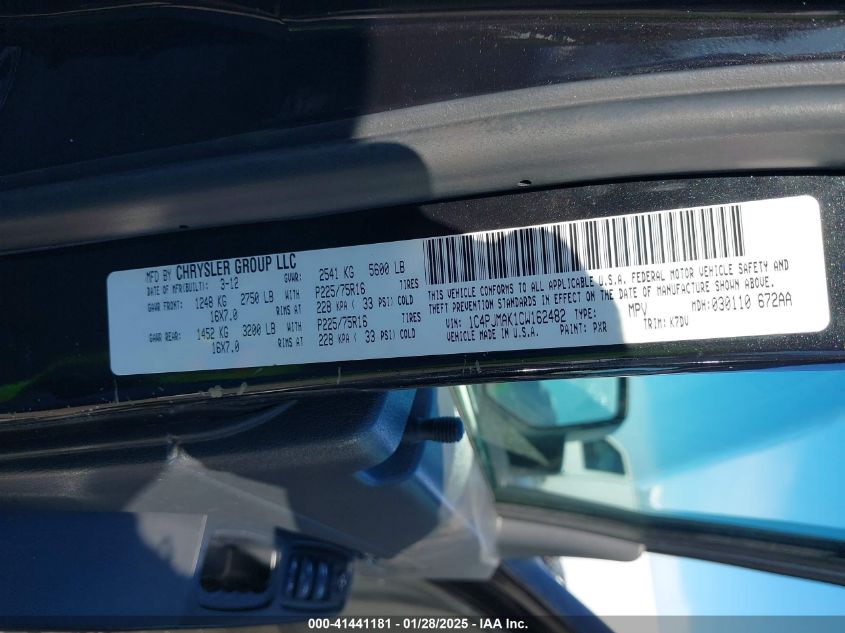 MFD BY CHRYSLER GROUP LLC
DATE OF MFR(BUILT): 3-12 GVWR: 2541 KG 5600 LB
GAWR FRONT: 1248 KG 2750 LB WITH P225/75R16 TIRES
16X7.0 RIMS AT 228 KPA ( 33 PSI) COLD
GAWR REAR: 1452 KG 3200 LB WITH P225/75R16 TIRES
16X7.0 RIMS AT 228 KPA ( 33 PSI) COLD
THIS VEHICLE CONFORMS TO ALL APPLICABLE U.S.A. FEDERAL MOTOR VEHICLE SAFETY AND
THEFT PREVENTION STANDARDS IN EFFECT ON THE DATE OF MANUFACTURE SHOWN ABOVE.
VIN: 1C4PJMAK1CW162482 TYPE: MPV MDH: 030110 672AA
VEHICLE MADE IN U.S.A. PAINT: PXR TRIM: K7DV
000-41441181 - 01/28/2025 - IAA Inc.